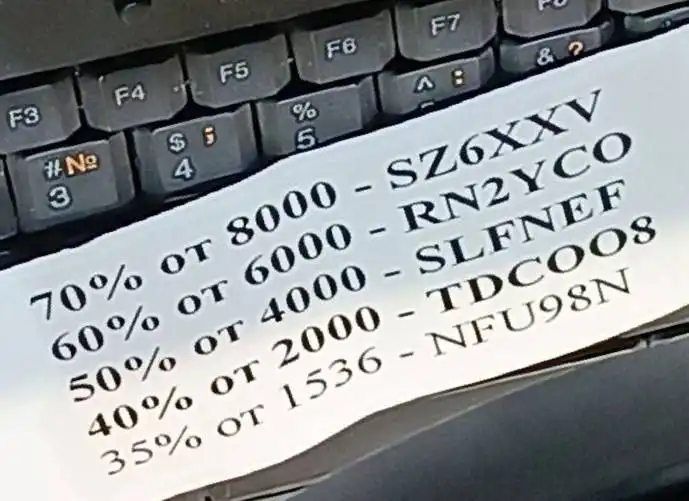 F3 F4 F5 F6 F7
#№ 3 $ ; 4 % 5 ^ : & ?
70% от 8000 - SZ6XXV
60% от 6000 - RN2YCO
50% от 4000 - SLFNEF
40% от 2000 - TDCOO8
35% от 1536 - NFU98N